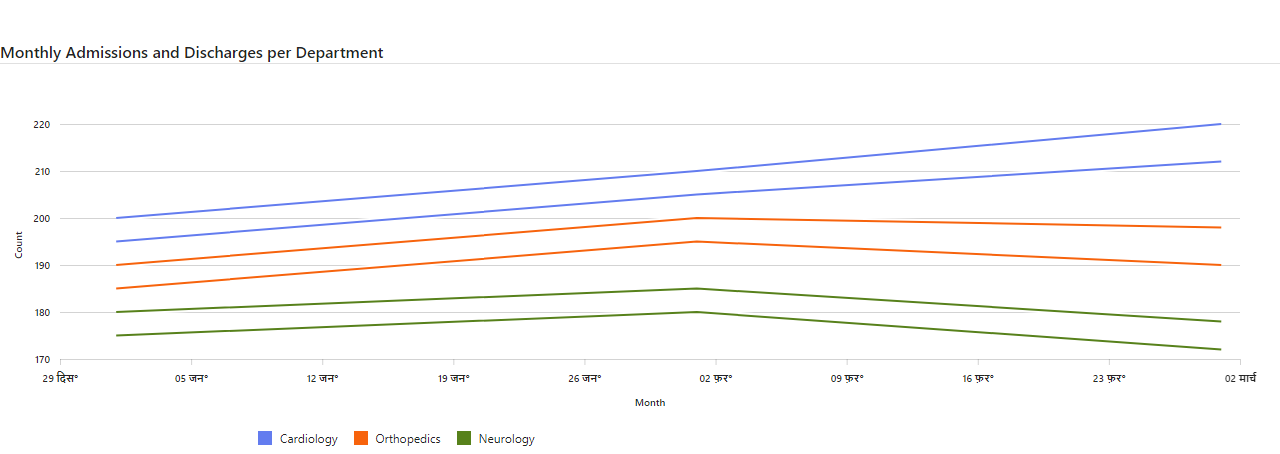 Monthly Admissions and Discharges per Department
220
210
200
190
180
170
Count
29 दिस॰ 05 जन॰ 12 जन॰ 19 जन॰ 26 जन॰ 02 फ़र॰ 09 फ़र॰ 16 फ़र॰ 23 फ़र॰ 02 मार्च
Month
Cardiology Orthopedics Neurology